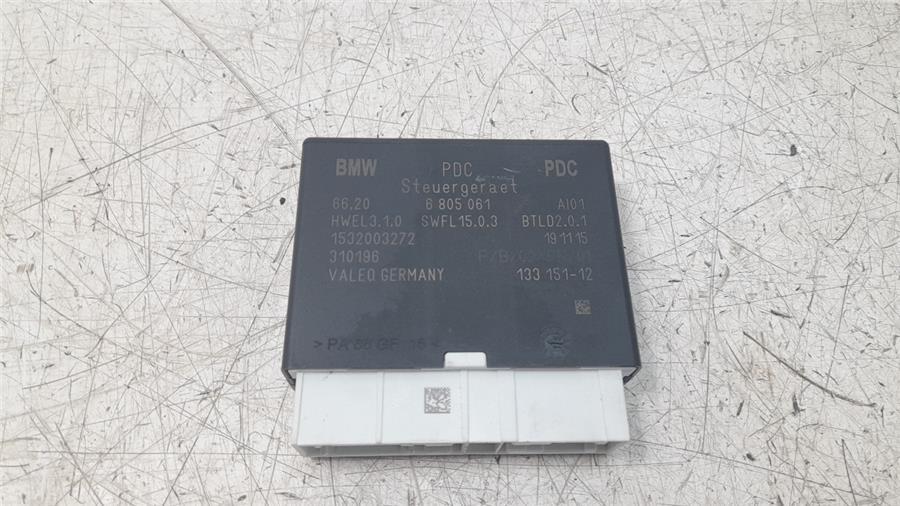 BMW PDC PDC
Steuergeraet
66.20 6 805 061 AI01
HWEL3.1.0 SWFL15.0.3 BTLD2.0.1
1532003272 19 11 15
310196
VALEO GERMANY 133 151-12